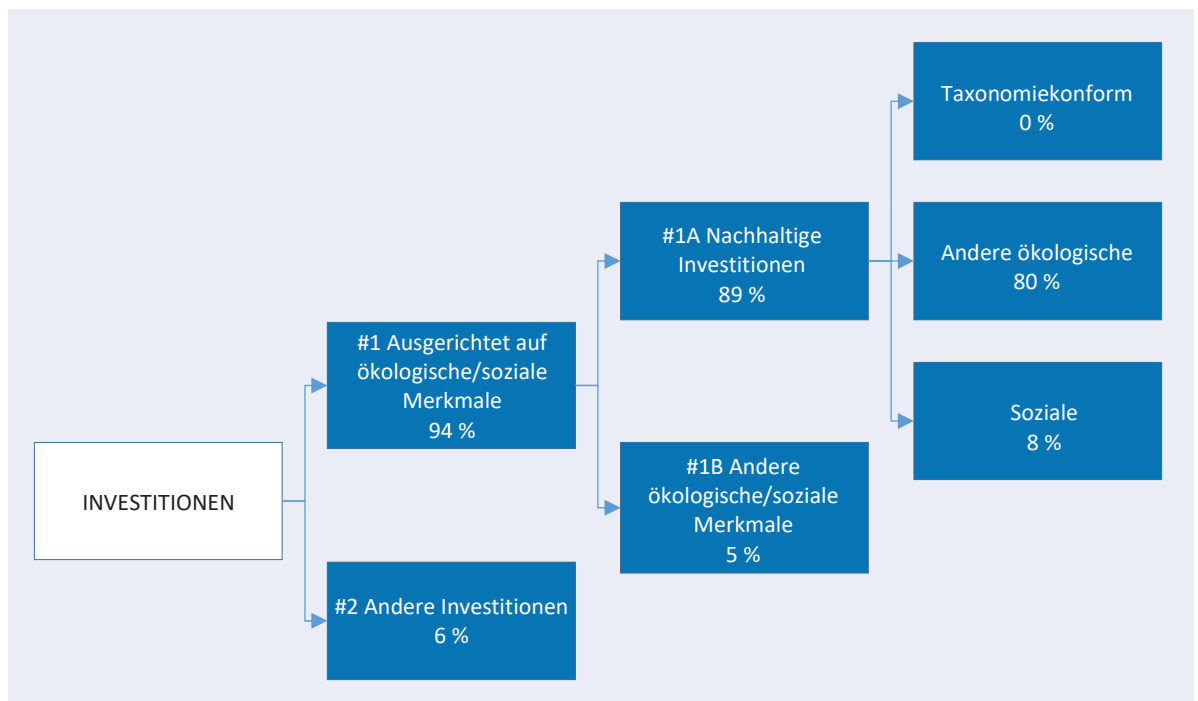 INVESTITIONEN
#1 Ausgerichtet auf
ökologische/soziale
Merkmale
94 %
#2 Andere Investitionen
6 %
#1A Nachhaltige
Investitionen
89 %
#1B Andere
ökologische/soziale
Merkmale
5 %
Taxonomiekonform
0 %
Andere ökologische
80 %
Soziale
8 %